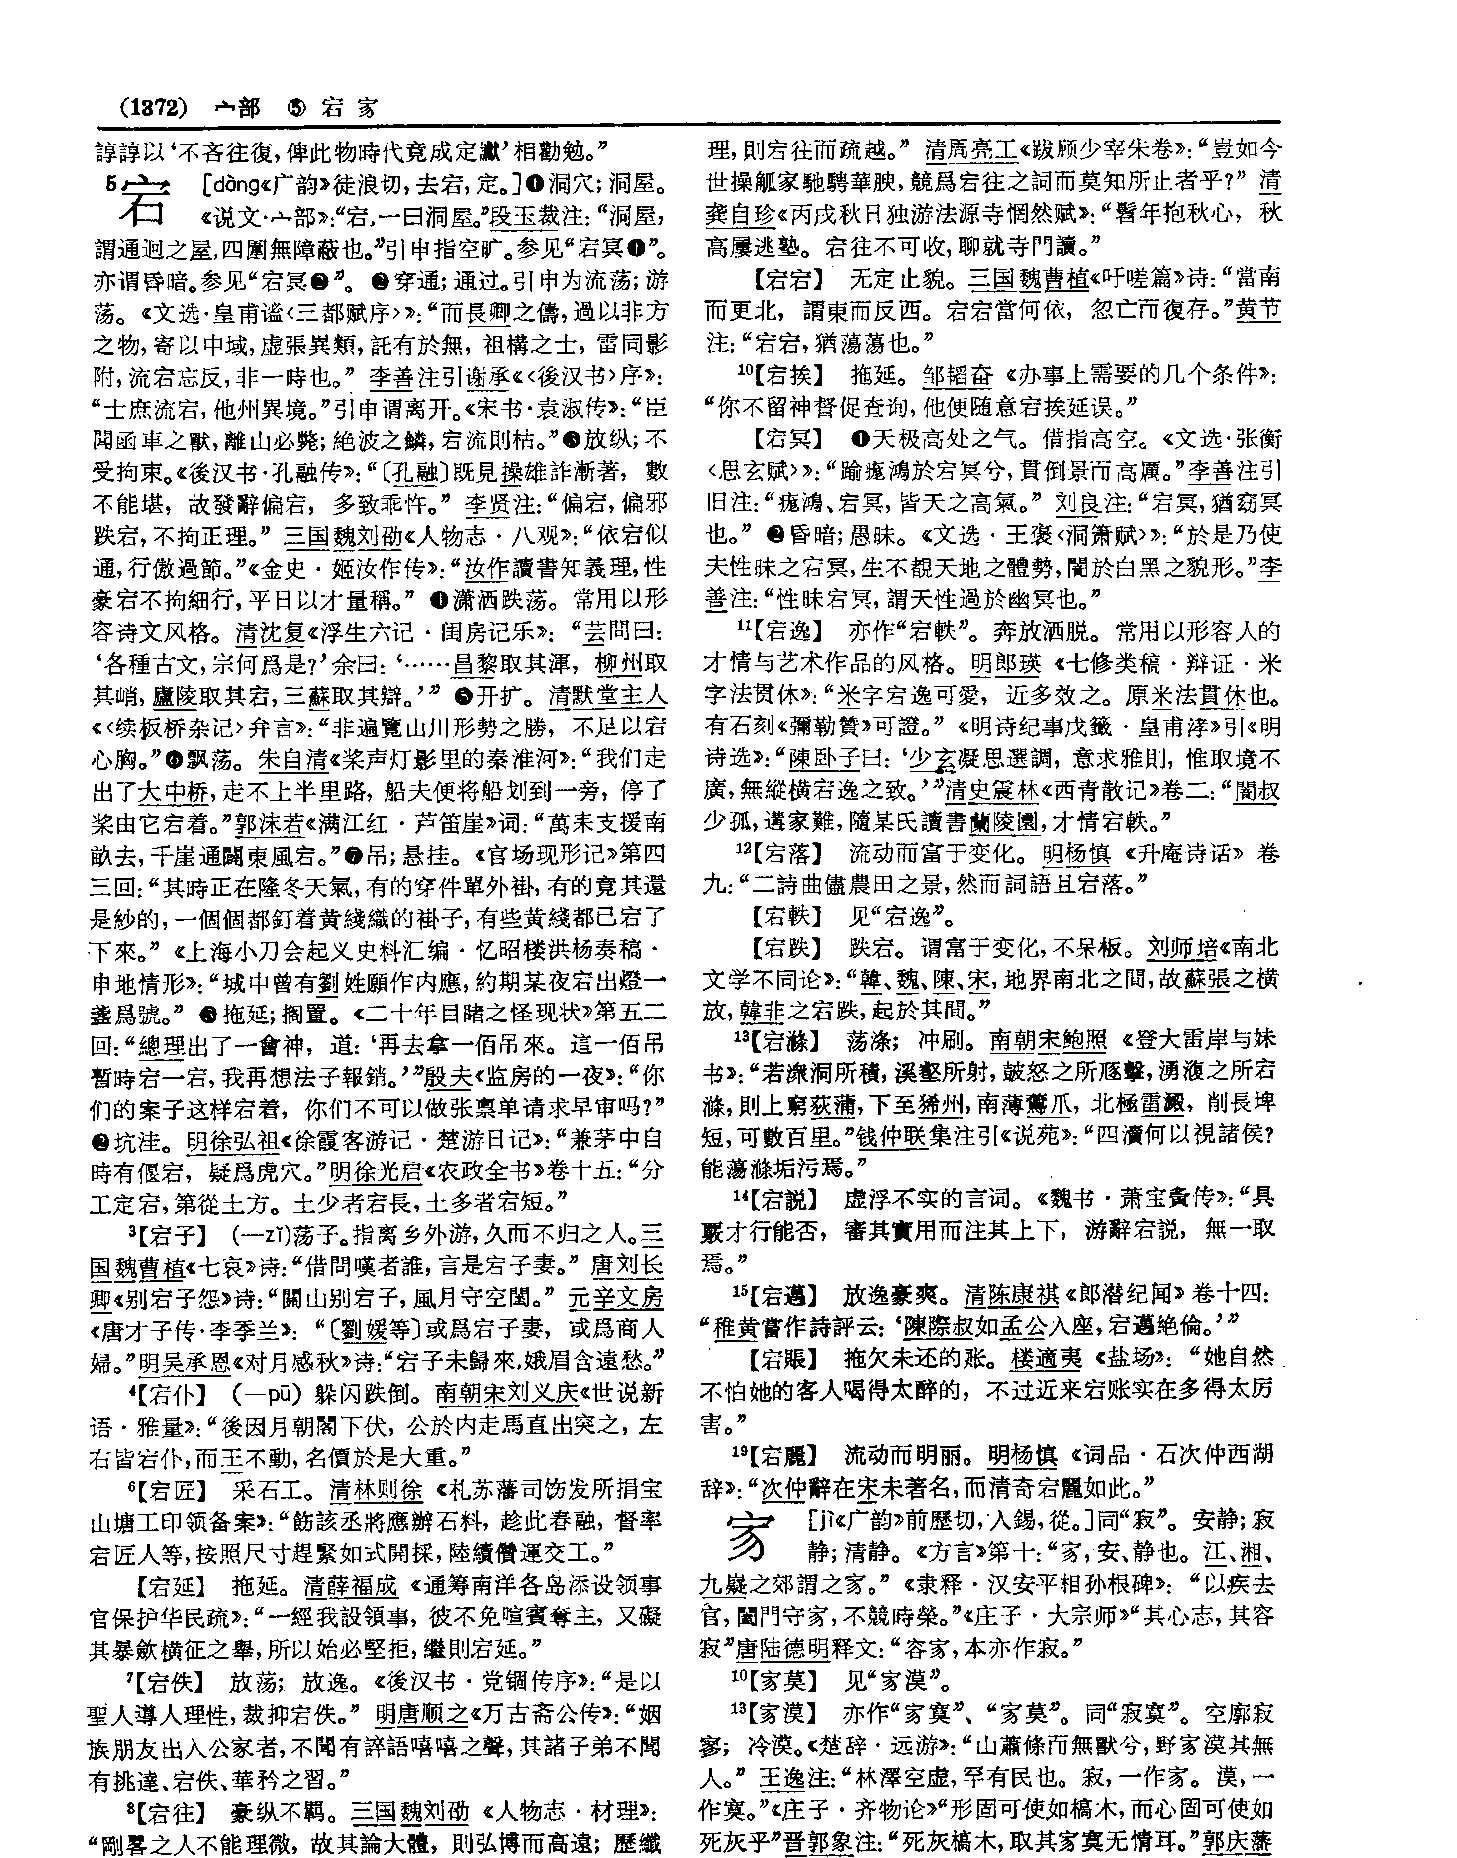 (1372) 宀部 ⑤ 宕 㝌
諄諄以‘不吝往復，俾此物時代竟成定讞’相勸勉。”
⁵宕 [dàng《广韵》徒浪切，去宕，定。]❶洞穴；洞屋。
《说文·宀部》：“宕，一曰洞屋。”段玉裁注：“洞屋，
謂通迵之屋，四圍無障蔽也。”引申指空旷。参见“宕冥❶”。
亦谓昏暗。参见“宕冥❷”。 ❷穿通；通过。引申为流荡；游
荡。《文选·皇甫谧〈三都赋序〉》：“而長卿之儔，過以非方
之物，寄以中域，虚張異類，託有於無，祖構之士，雷同影
附，流宕忘反，非一時也。”李善注引谢承《〈後汉书〉序》：
“士庶流宕，他州異境。”引申谓离开。《宋书·袁淑传》：“臣
聞函車之獸，離山必斃；絶波之鱗，宕流則枯。”❸放纵；不
受拘束。《後汉书·孔融传》：“〔孔融〕既見操雄詐漸著，數
不能堪，故發辭偏宕，多致乖忤。”李贤注：“偏宕，偏邪
跌宕，不拘正理。”三国魏刘劭《人物志·八观》：“依宕似
通，行傲過節。”《金史·姬汝作传》：“汝作讀書知義理，性
豪宕不拘細行，平日以才量稱。” ❹潇洒跌荡。常用以形
容诗文风格。清沈复《浮生六记·闺房记乐》：“芸問曰：
‘各種古文，宗何爲是？’余曰：‘……昌黎取其渾，柳州取
其峭，廬陵取其宕，三蘇取其辯。’” ❺开扩。清默堂主人
《〈续板桥杂记〉弁言》：“非遍覽山川形勢之勝，不足以宕
心胸。”❻飘荡。朱自清《桨声灯影里的秦淮河》：“我们走
出了大中桥，走不上半里路，船夫便将船划到一旁，停了
桨由它宕着。”郭沫若《满江红·芦笛崖》词：“萬末支援南
畝去，千崖通闢東風宕。”❼吊；悬挂。《官场现形记》第四
三回：“其時正在隆冬天氣，有的穿件單外褂，有的竟其還
是紗的，一個個都釘着黄綫織的褂子，有些黄綫都已宕了
下來。”《上海小刀会起义史料汇编·忆昭楼洪杨奏稿·
申地情形》：“城中曾有劉姓願作内應，約期某夜宕出燈一
盞爲號。” ❽拖延；搁置。《二十年目睹之怪现状》第五二
回：“總理出了一會神，道：‘再去拿一佰吊來。這一佰吊
暫時宕一宕，我再想法子報銷。’”殷夫《监房的一夜》：“你
们的案子这样宕着，你们不可以做张禀单请求早审吗？”
❾坑洼。明徐弘祖《徐霞客游记·楚游日记》：“兼茅中自
時有偃宕，疑爲虎穴。”明徐光启《农政全书》卷十五：“分
工定宕，第從土方。土少者宕長，土多者宕短。”
³【宕子】 (—zǐ)荡子。指离乡外游，久而不归之人。三
国魏曹植《七哀》诗：“借問嘆者誰，言是宕子妻。”唐刘长
卿《别宕子怨》诗：“關山别宕子，風月守空閨。”元辛文房
《唐才子传·李季兰》：“〔劉媛等〕或爲宕子妻，或爲商人
婦。”明吴承恩《对月感秋》诗：“宕子未歸來，娥眉含遠愁。”
⁴【宕仆】 (—pū) 躲闪跌倒。南朝宋刘义庆《世说新
语·雅量》：“後因月朝閣下伏，公於内走馬直出突之，左
右皆宕仆，而王不動，名價於是大重。”
⁶【宕匠】 采石工。清林则徐《札苏藩司饬发所捐宝
山塘工印领备案》：“飭該丞將應辦石料，趁此春融，督率
宕匠人等，按照尺寸趕緊如式開採，陸續儹運交工。”
【宕延】 拖延。清薛福成《通筹南洋各岛添设领事
官保护华民疏》：“一經我設領事，彼不免喧賓奪主，又礙
其暴斂横征之舉，所以始必堅拒，繼則宕延。”
⁷【宕佚】 放荡；放逸。《後汉书·党锢传序》：“是以
聖人導人理性，裁抑宕佚。”明唐顺之《万古斋公传》：“姻
族朋友出入公家者，不聞有誶語嘻嘻之聲，其諸子弟不聞
有挑達、宕佚、華矜之習。”
⁸【宕往】 豪纵不羁。三国魏刘劭《人物志·材理》：
“剛畧之人不能理微，故其論大體，則弘博而高遠；歷纖
理，則宕往而疏越。”清周亮工《跋顾少宰朱卷》：“豈如今
世操觚家馳騁華腴，競爲宕往之詞而莫知所止者乎？”清
龚自珍《丙戌秋日独游法源寺惘然赋》：“髫年抱秋心，秋
高屢逃塾。宕往不可收，聊就寺門讀。”
【宕宕】 无定止貌。三国魏曹植《吁嗟篇》诗：“當南
而更北，謂東而反西。宕宕當何依，忽亡而復存。”黄节
注：“宕宕，猶蕩蕩也。”
¹⁰【宕挨】 拖延。邹韬奋《办事上需要的几个条件》：
“你不留神督促查询，他便随意宕挨延误。”
【宕冥】 ❶天极高处之气。借指高空。《文选·张衡
〈思玄赋〉》：“踰痝鴻於宕冥兮，貫倒景而高厲。”李善注引
旧注：“痝鴻、宕冥，皆天之高氣。”刘良注：“宕冥，猶窈冥
也。” ❷昏暗；愚昧。《文选·王褒〈洞箫赋〉》：“於是乃使
夫性昧之宕冥，生不覩天地之體勢，闇於白黑之貌形。”李
善注：“性昧宕冥，謂天性過於幽冥也。”
¹¹【宕逸】 亦作“宕軼”。奔放洒脱。常用以形容人的
才情与艺术作品的风格。明郎瑛《七修类稿·辩证·米
字法贯休》：“米字宕逸可愛，近多效之。原米法貫休也。
有石刻《彌勒贊》可證。”《明诗纪事戊籤·皇甫涍》引《明
诗选》：“陳卧子曰：‘少玄凝思選調，意求雅則，惟取境不
廣，無縱横宕逸之致。’”清史震林《西青散记》卷二：“闇叔
少孤，遘家難，隨某氏讀書蘭陵園，才情宕軼。”
¹²【宕落】 流动而富于变化。明杨慎《升庵诗话》卷
九：“二詩曲儘農田之景，然而詞語且宕落。”
【宕軼】 见“宕逸”。
【宕跌】 跌宕。谓富于变化，不呆板。刘师培《南北
文学不同论》：“韓、魏、陳、宋，地界南北之間，故蘇張之横
放，韓非之宕跌，起於其間。”
¹³【宕滌】 荡涤；冲刷。南朝宋鲍照《登大雷岸与妹
书》：“若潨洞所積，溪壑所射，鼓怒之所豗擊，湧澓之所宕
滌，則上窮荻蒲，下至狶州，南薄𪆫爪，北極雷澱，削長埤
短，可數百里。”钱仲联集注引《说苑》：“四瀆何以視諸侯？
能蕩滌垢污焉。”
¹⁴【宕説】 虚浮不实的言词。《魏书·萧宝夤传》：“具
覈才行能否，審其實用而注其上下，游辭宕説，無一取
焉。”
¹⁵【宕邁】 放逸豪爽。清陈康祺《郎潜纪闻》卷十四：
“稚黄嘗作詩評云：‘陳際叔如孟公入座，宕邁絶倫。’”
【宕賬】 拖欠未还的账。楼適夷《盐场》：“她自然
不怕她的客人喝得太醉的，不过近来宕账实在多得太厉
害。”
¹⁹【宕麗】 流动而明丽。明杨慎《词品·石次仲西湖
辞》：“次仲辭在宋未著名，而清奇宕麗如此。”
㝌 [jì《广韵》前歷切，入錫，從。]同“寂”。安静；寂
静；清静。《方言》第十：“㝌，安、静也。江、湘、
九嶷之郊謂之㝌。”《隶释·汉安平相孙根碑》：“以疾去
官，闔門守㝌，不競時榮。”《庄子·大宗师》“其心志，其容
寂”唐陆德明释文：“容㝌，本亦作寂。”
¹⁰【㝌莫】 见“㝌漠”。
¹³【㝌漠】 亦作“㝌寞”、“㝌莫”。同“寂寞”。空廓寂
寥；冷漠。《楚辞·远游》：“山蕭條而無獸兮，野㝌漠其無
人。”王逸注：“林澤空虚，罕有民也。寂，一作㝌。漠，一
作寞。”《庄子·齐物论》“形固可使如槁木，而心固可使如
死灰乎”晋郭象注：“死灰槁木，取其㝌寞无情耳。”郭庆藩